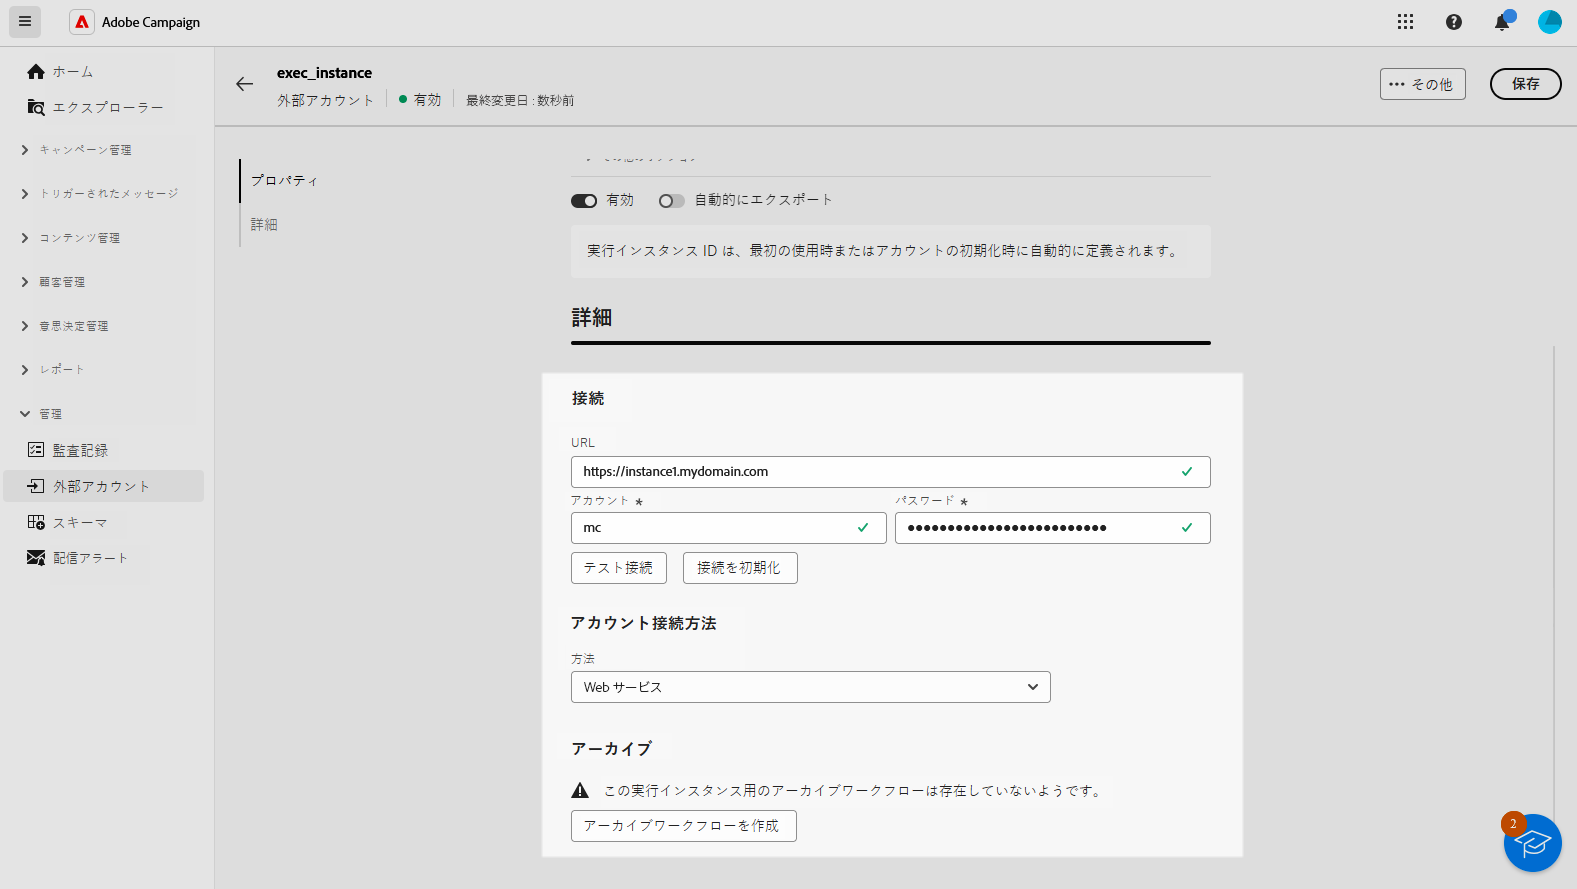 Adobe Campaign
ホーム
エクスプローラー
キャンペーン管理
トリガーされたメッセージ
コンテンツ管理
顧客管理
意思決定管理
レポート
管理
監査記録
外部アカウント
スキーマ
配信アラート
exec_instance
外部アカウント
有効
最終変更日 : 数秒前
••• その他
保存
プロパティ
詳細
有効
自動的にエクスポート
実行インスタンス ID は、最初の使用時またはアカウントの初期化時に自動的に定義されます。
詳細
接続
URL
https://instance1.mydomain.com
アカウント *
パスワード *
mc
•••••••••••••••••••••••••
テスト接続
接続を初期化
アカウント接続方法
方法
Web サービス
アーカイブ
この実行インスタンス用のアーカイブワークフローは存在していないようです。
アーカイブワークフローを作成
2